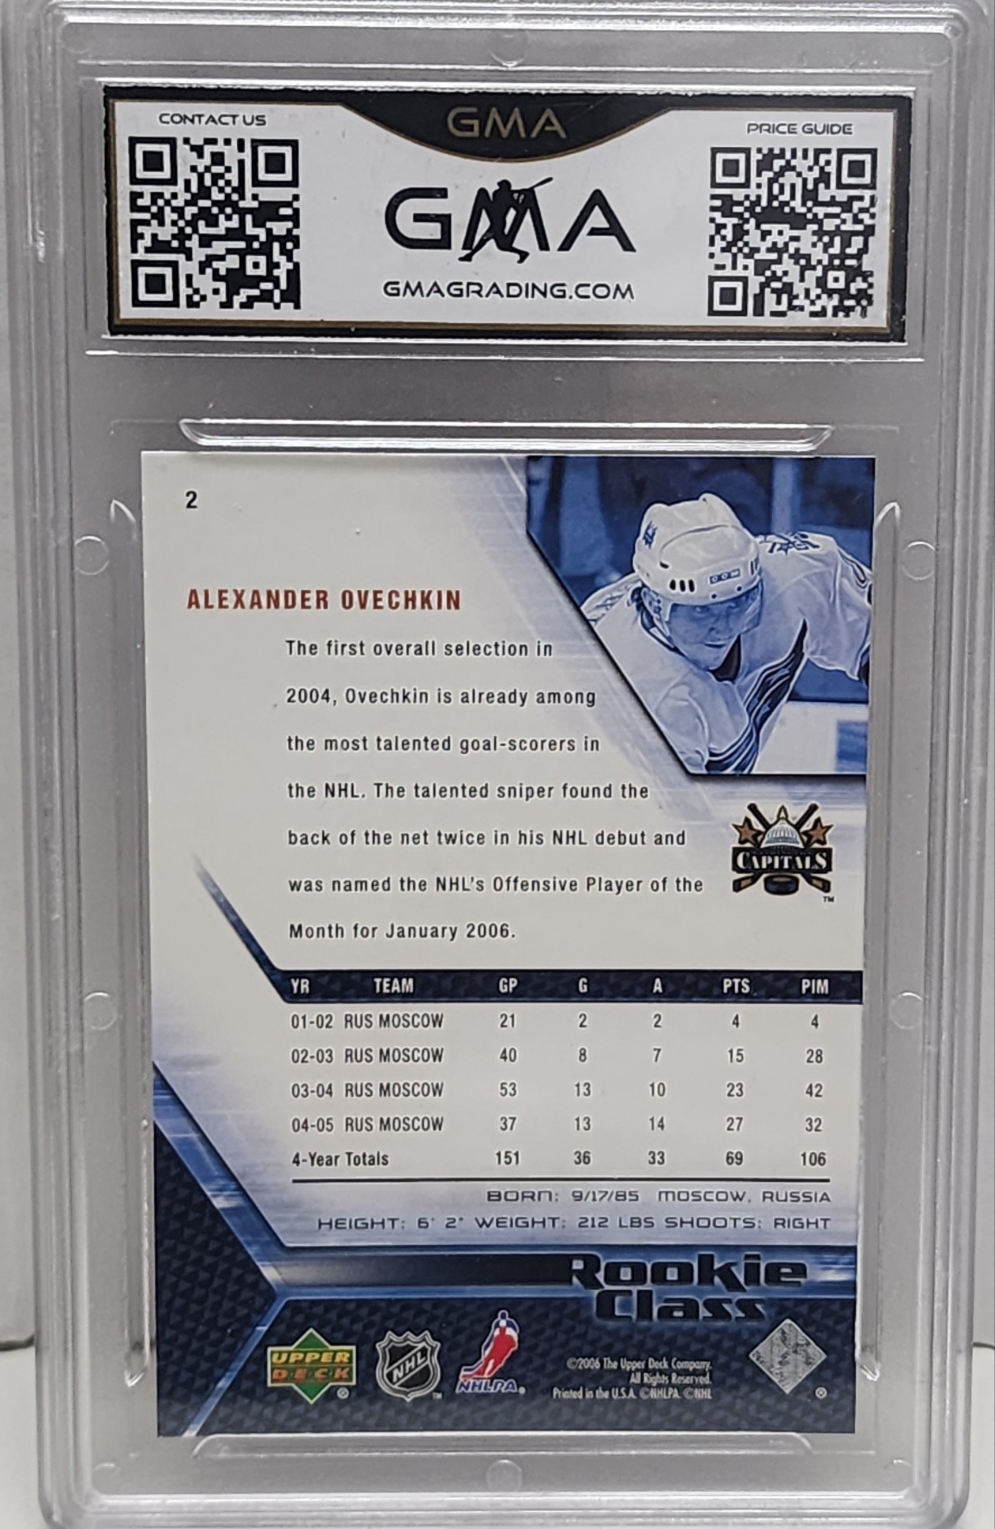 CONTACT US
GMA
PRICE GUIDE
GMA
GMAGRADING.COM
2
ALEXANDER OVECHKIN
The first overall selection in
2004, Ovechkin is already among
the most talented goal-scorers in
the NHL. The talented sniper found the
back of the net twice in his NHL debut and
was named the NHL's Offensive Player of the
Month for January 2006.
CCM
CAPITALS
TM
YR TEAM GP G A PTS PIM
01-02 RUS MOSCOW 21 2 2 4 4
02-03 RUS MOSCOW 40 8 7 15 28
03-04 RUS MOSCOW 53 13 10 23 42
04-05 RUS MOSCOW 37 13 14 27 32
4-Year Totals 151 36 33 69 106
BORN: 9/17/85 MOSCOW, RUSSIA
HEIGHT: 6' 2" WEIGHT: 212 LBS SHOOTS: RIGHT
Rookie
Class
UPPER
DECK
®
NHL
TM
NHLPA®
©2006 The Upper Deck Company.
All Rights Reserved.
Printed in the U.S.A. ©NHLPA. ©NHL
®